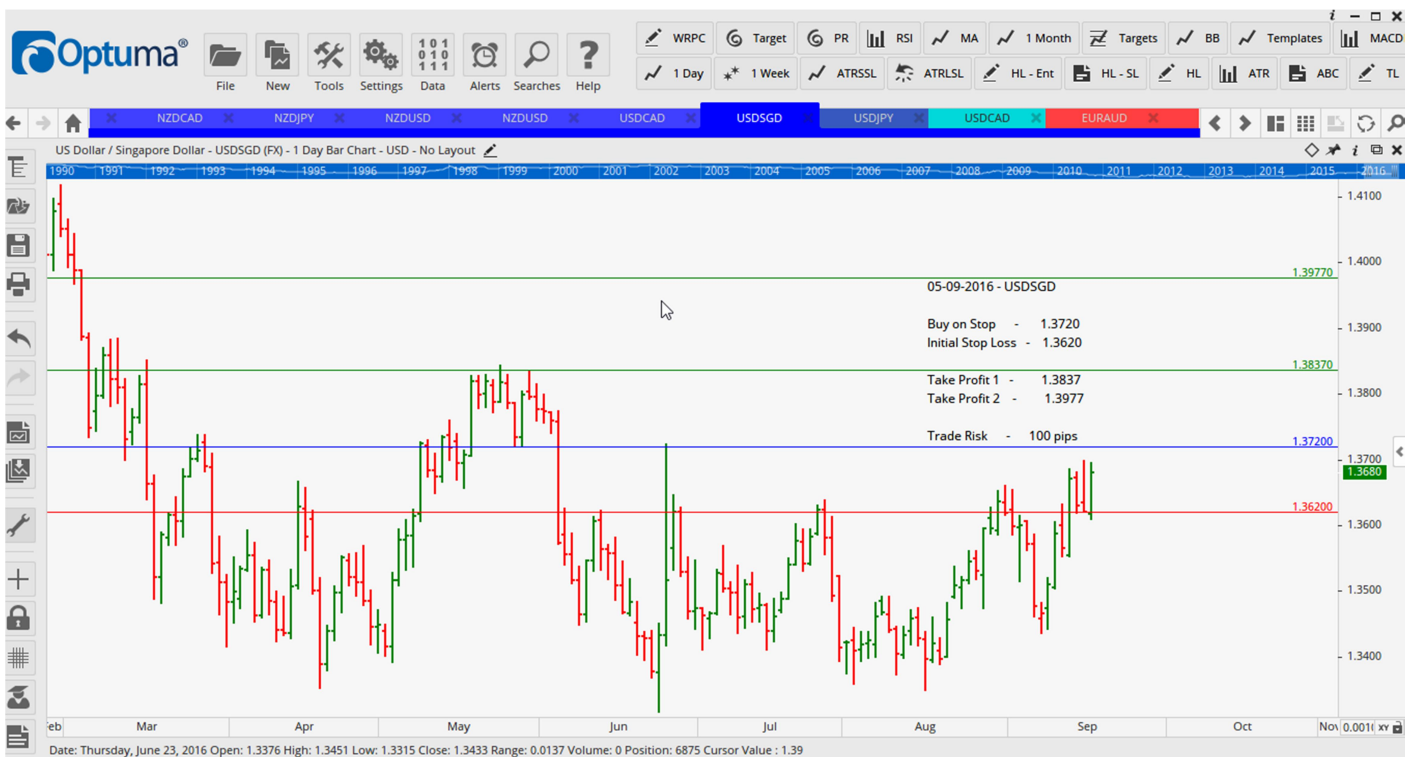 i
Optuma®
WRPC Target PR RSI MA 1 Month Targets BB Templates MACD
1 Day 1 Week ATRSSL ATRLSL HL - Ent HL - SL HL ATR ABC TL
101
010
111
File New Tools Settings Data Alerts Searches Help
NZDCAD NZDJPY NZDUSD NZDUSD USDCAD USDSGD USDJPY USDCAD EURAUD
US Dollar / Singapore Dollar - USDSGD (FX) - 1 Day Bar Chart - USD - No Layout
i
1990 1991 1992 1993 1994 1995 1996 1997 1998 1999 2000 2001 2002 2003 2004 2005 2006 2007 2008 2009 2010 2011 2012 2013 2014 2015 2016
1.4100
1.4000
1.39770
05-09-2016 - USDSGD
Buy on Stop - 1.3720
1.3900
Initial Stop Loss - 1.3620
1.38370
Take Profit 1 - 1.3837
1.3800
Take Profit 2 - 1.3977
Trade Risk - 100 pips
1.37200
1.3700
1.3680
1.36200
1.3600
1.3500
1.3400
eb Mar Apr May Jun Jul Aug Sep Oct Nov 0.0010 XY
Date: Thursday, June 23, 2016 Open: 1.3376 High: 1.3451 Low: 1.3315 Close: 1.3433 Range: 0.0137 Volume: 0 Position: 6875 Cursor Value : 1.39